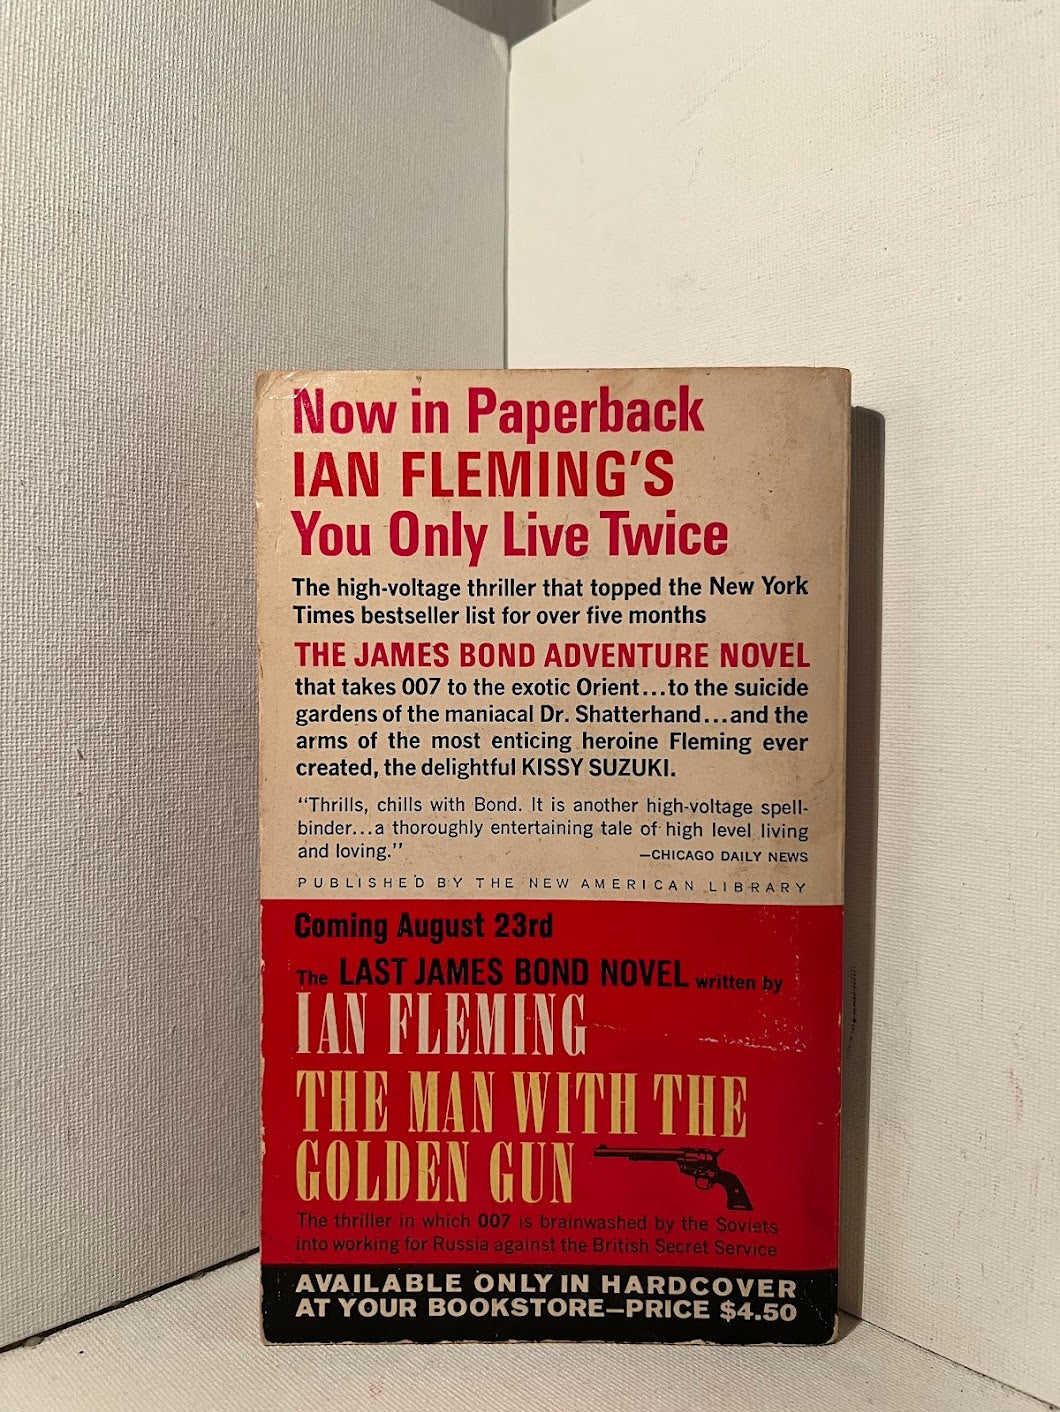 Now in Paperback
IAN FLEMING'S
You Only Live Twice
The high-voltage thriller that topped the New York
Times bestseller list for over five months
THE JAMES BOND ADVENTURE NOVEL
that takes 007 to the exotic Orient...to the suicide
gardens of the maniacal Dr. Shatterhand...and the
arms of the most enticing heroine Fleming ever
created, the delightful KISSY SUZUKI.
"Thrills, chills with Bond. It is another high-voltage spell-
binder...a thoroughly entertaining tale of high level living
and loving." —CHICAGO DAILY NEWS
PUBLISHED BY THE NEW AMERICAN LIBRARY
Coming August 23rd
The LAST JAMES BOND NOVEL written by
IAN FLEMING
THE MAN WITH THE
GOLDEN GUN
The thriller in which 007 is brainwashed by the Soviets
into working for Russia against the British Secret Service
AVAILABLE ONLY IN HARDCOVER
AT YOUR BOOKSTORE—PRICE $4.50